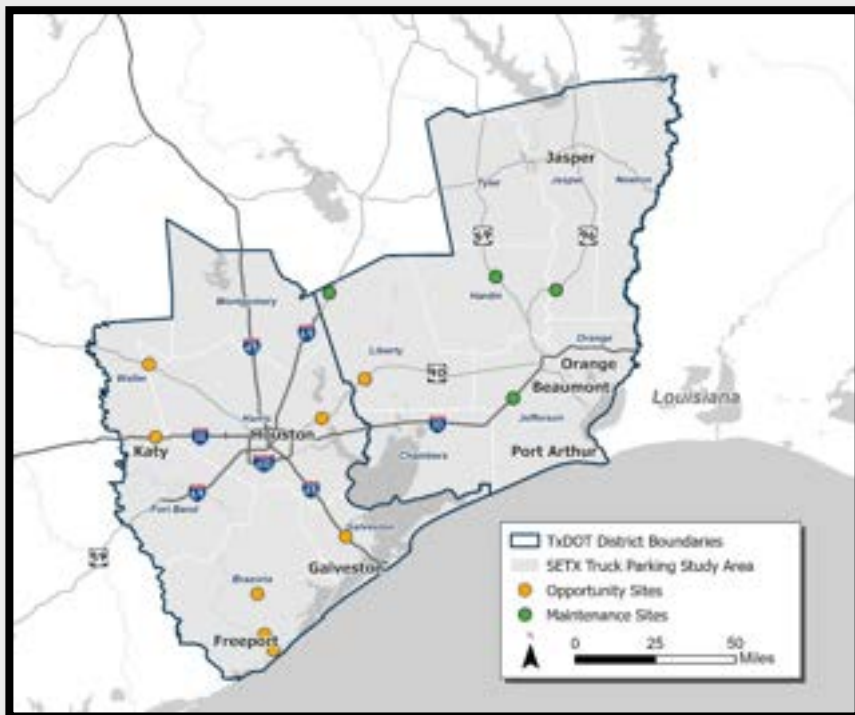 Jasper
Tyler
Jasper
Newton
69
96
Hardin
Montgomery
45
69
Liberty
90
Waller
Harris
Orange
Orange
Beaumont
Louisiana
10
Houston
10
Jefferson
Katy
Chambers
Port Arthur
69
45
Fort Bend
Galveston
59
Galveston
Brazoria
Freeport
TxDOT District Boundaries
SETX Truck Parking Study Area
Opportunity Sites
Maintenance Sites
N
0 25 50
Miles